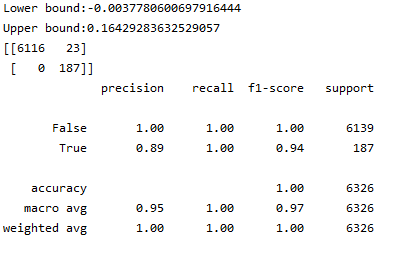 Lower bound:-0.0037780600697916444
Upper bound:0.16429283632529057
[[6116   23]
 [   0  187]]
              precision    recall  f1-score   support

       False       1.00      1.00      1.00      6139
        True       0.89      1.00      0.94       187

    accuracy                           1.00      6326
   macro avg       0.95      1.00      0.97      6326
weighted avg       1.00      1.00      1.00      6326